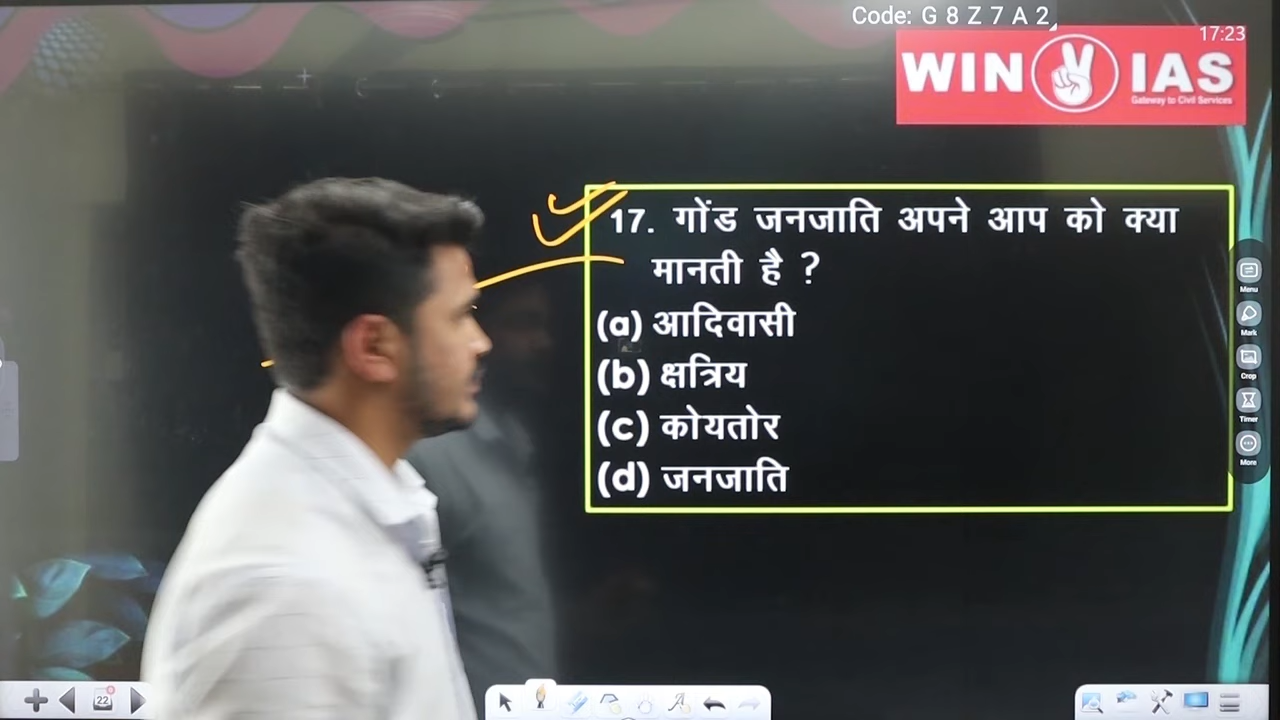 Code: G 8 Z 7 A 2
17:23
WIN IAS
Gateway to Civil Services
17. गोंड जनजाति अपने आप को क्या
मानती है ?
(a) आदिवासी
(b) क्षत्रिय
(c) कोयतोर
(d) जनजाति
Menu
Mark
Crop
Timer
More
22